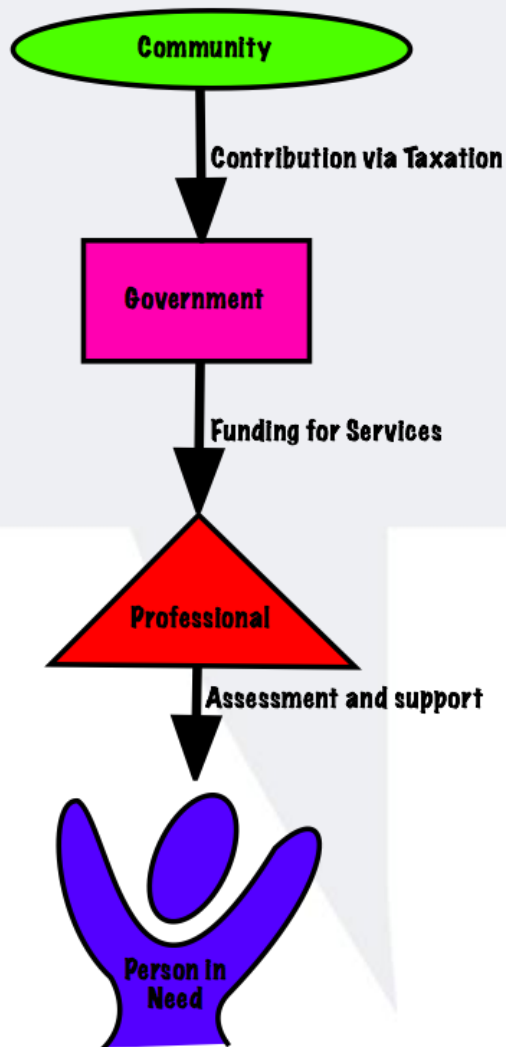 Community
Contribution via Taxation
Government
Funding for Services
Professional
Assessment and support
Person in
Need